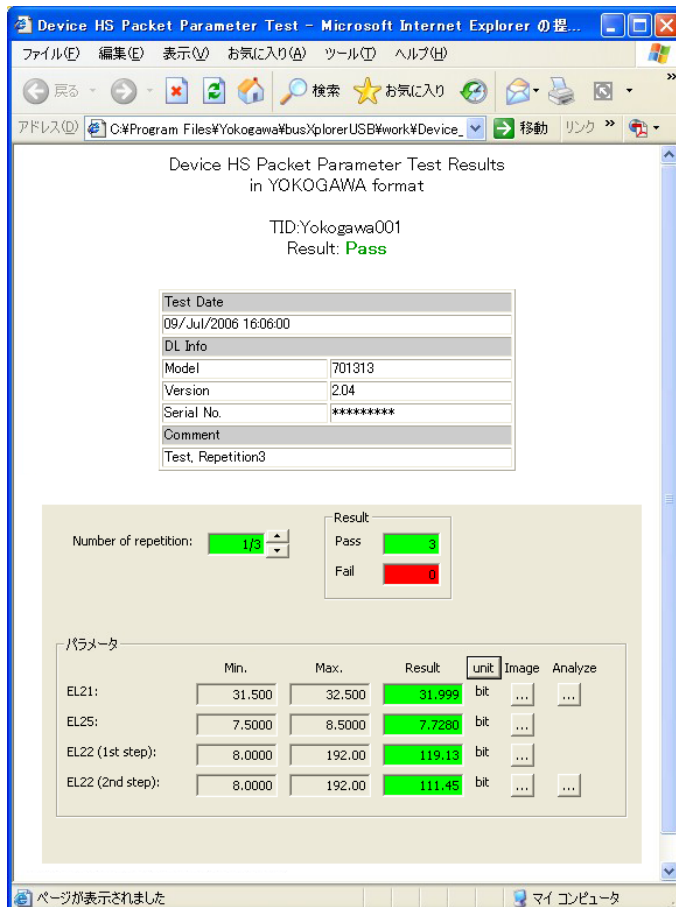 Device HS Packet Parameter Test - Microsoft Internet Explorer の提...
ファイル(F) 編集(E) 表示(V) お気に入り(A) ツール(T) ヘルプ(H)
戻る 検索 お気に入り
アドレス(D) C:¥Program Files¥Yokogawa¥busXplorerUSB¥work¥Device_ 移動 リンク
Device HS Packet Parameter Test Results
in YOKOGAWA format
TID:Yokogawa001
Result: Pass
Test Date
09/Jul/2006 16:06:00
DL Info
Model 701313
Version 2.04
Serial No. *********
Comment
Test, Repetition3
Number of repetition: 1/3
Result
Pass 3
Fail 0
パラメータ
Min. Max. Result unit Image Analyze
EL21: 31.500 32.500 31.999 bit ... ...
EL25: 7.5000 8.5000 7.7280 bit ...
EL22 (1st step): 8.0000 192.00 119.13 bit ...
EL22 (2nd step): 8.0000 192.00 111.45 bit ... ...
ページが表示されました マイ コンピュータ